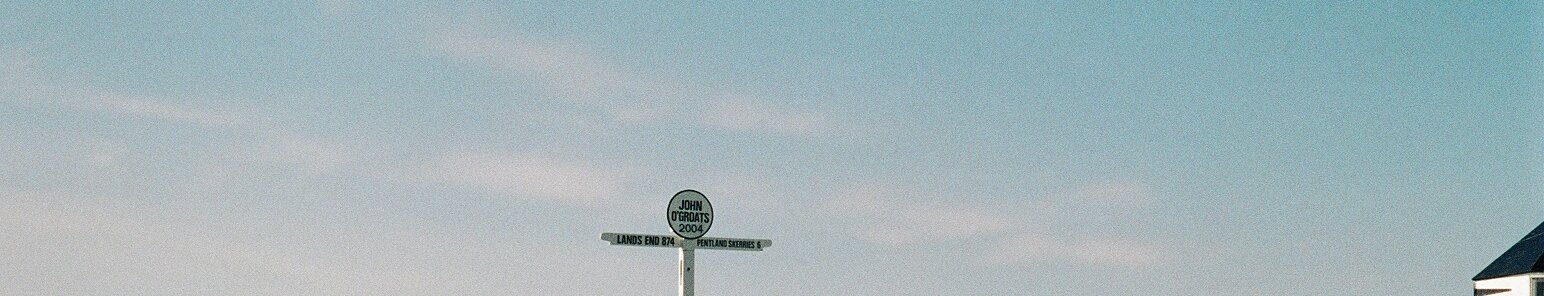 JOHN
O'GROATS
2004
LANDS END 874
PENTLAND SKERRIES 6